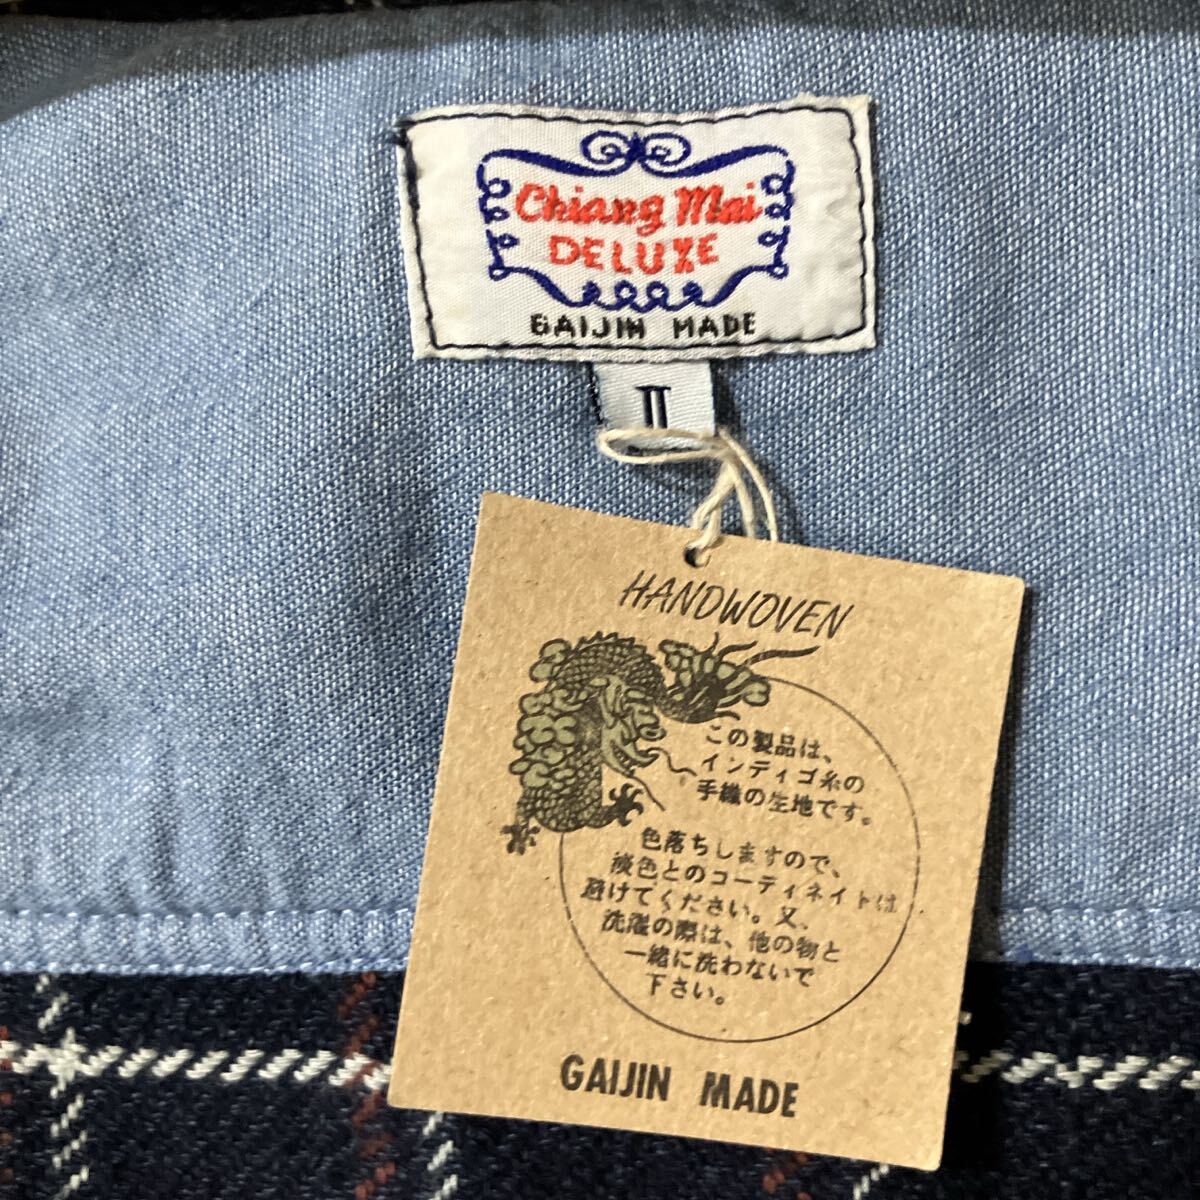 Chiang Mai
DELUXE
GAIJIN MADE
II
HANDWOVEN
この製品は、
インディゴ糸の
手織の生地です。
色落ちしますので、
淡色とのコーディネイトは
避けてください。又、
洗濯の際は、他の物と
一緒に洗わないで
下さい。
GAIJIN MADE